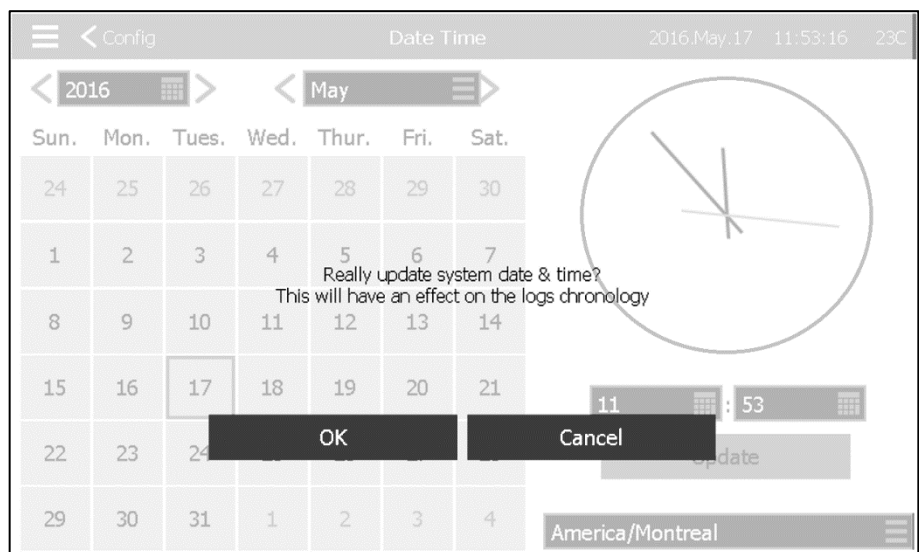 Config Date Time 2016.May.17 11:53:16 23C
2016 May
Sun. Mon. Tues. Wed. Thur. Fri. Sat.
24 25 26 27 28 29 30
1 2 3 4 5 6 7
Really update system date & time?
This will have an effect on the logs chronology
8 9 10 11 12 13 14
15 16 17 18 19 20 21
11 : 53
OK Cancel
22 23 24
Update
29 30 31 1 2 3 4
America/Montreal